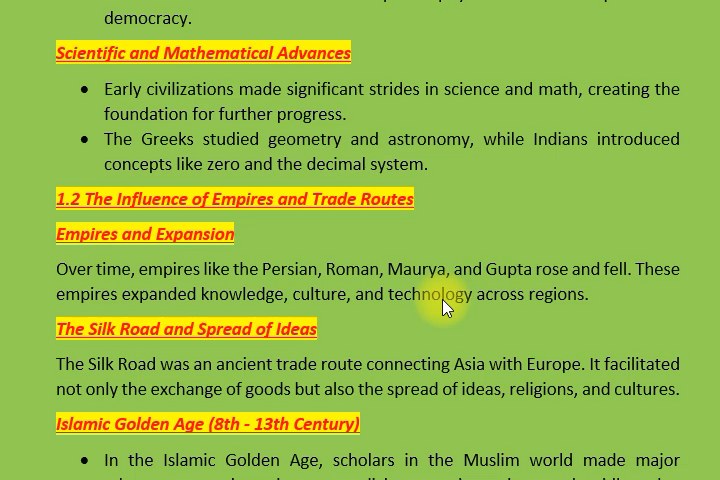 democracy.
Scientific and Mathematical Advances
• Early civilizations made significant strides in science and math, creating the
foundation for further progress.
• The Greeks studied geometry and astronomy, while Indians introduced
concepts like zero and the decimal system.
1.2 The Influence of Empires and Trade Routes
Empires and Expansion
Over time, empires like the Persian, Roman, Maurya, and Gupta rose and fell. These
empires expanded knowledge, culture, and technology across regions.
The Silk Road and Spread of Ideas
The Silk Road was an ancient trade route connecting Asia with Europe. It facilitated
not only the exchange of goods but also the spread of ideas, religions, and cultures.
Islamic Golden Age (8th - 13th Century)
• In the Islamic Golden Age, scholars in the Muslim world made major